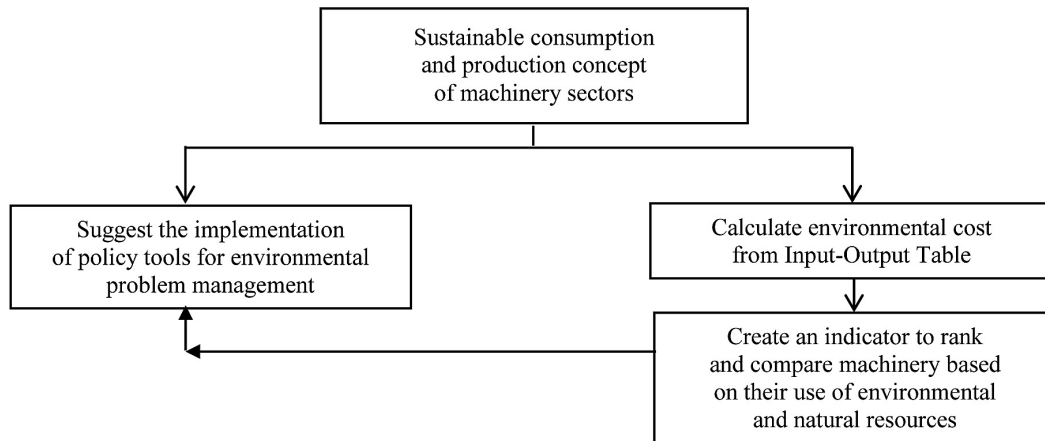 Sustainable consumption
and production concept
of machinery sectors
Suggest the implementation
of policy tools for environmental
problem management
Calculate environmental cost
from Input-Output Table
Create an indicator to rank
and compare machinery based
on their use of environmental
and natural resources